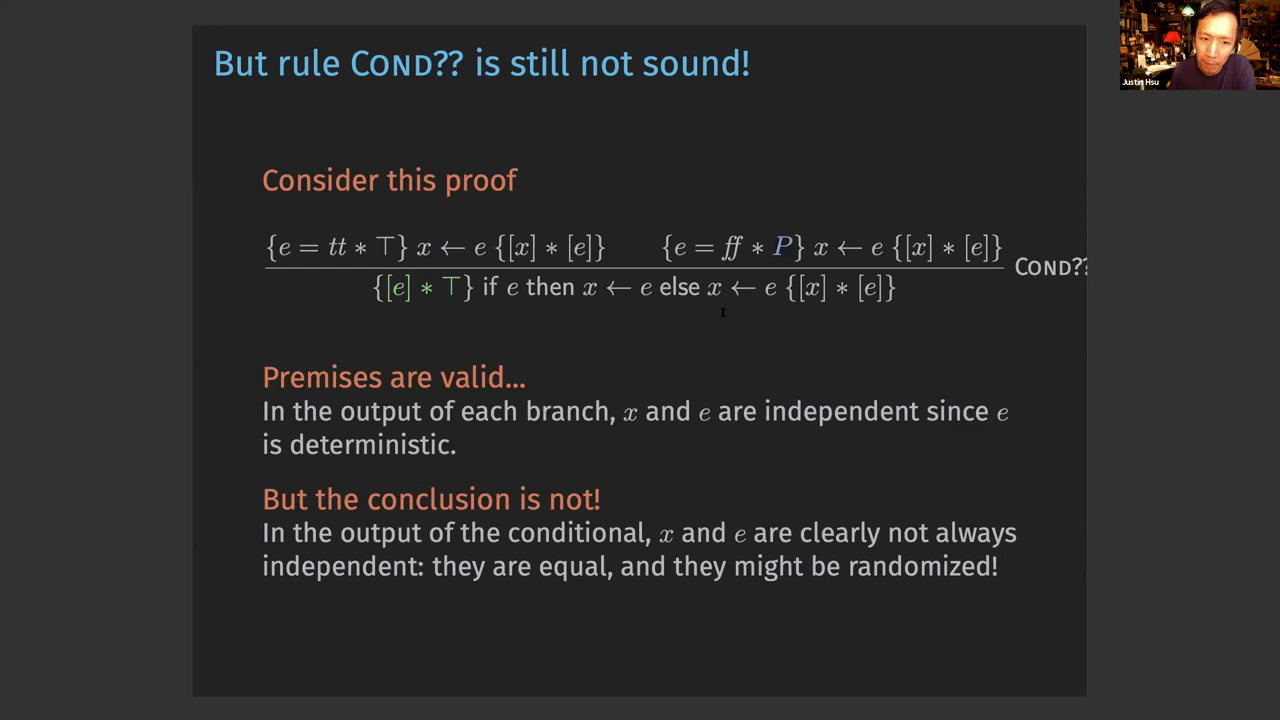 But rule COND?? is still not sound!
Justin Hsu
Consider this proof
{e = tt ∗ ⊤} x ← e {[x] ∗ [e]} {e = ff ∗ P} x ← e {[x] ∗ [e]}
COND??
{[e] ∗ ⊤} if e then x ← e else x ← e {[x] ∗ [e]}
Premises are valid...
In the output of each branch, x and e are independent since e
is deterministic.
But the conclusion is not!
In the output of the conditional, x and e are clearly not always
independent: they are equal, and they might be randomized!